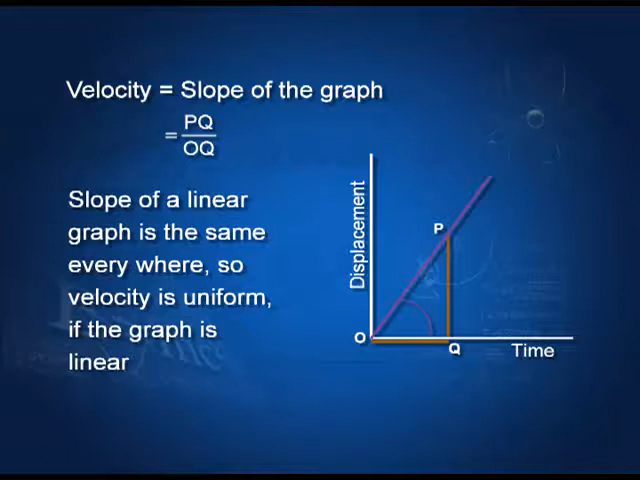 Velocity = Slope of the graph
= PQ
OQ
Slope of a linear
graph is the same
every where, so
velocity is uniform,
if the graph is
linear
Displacement
P
O
Q
Time